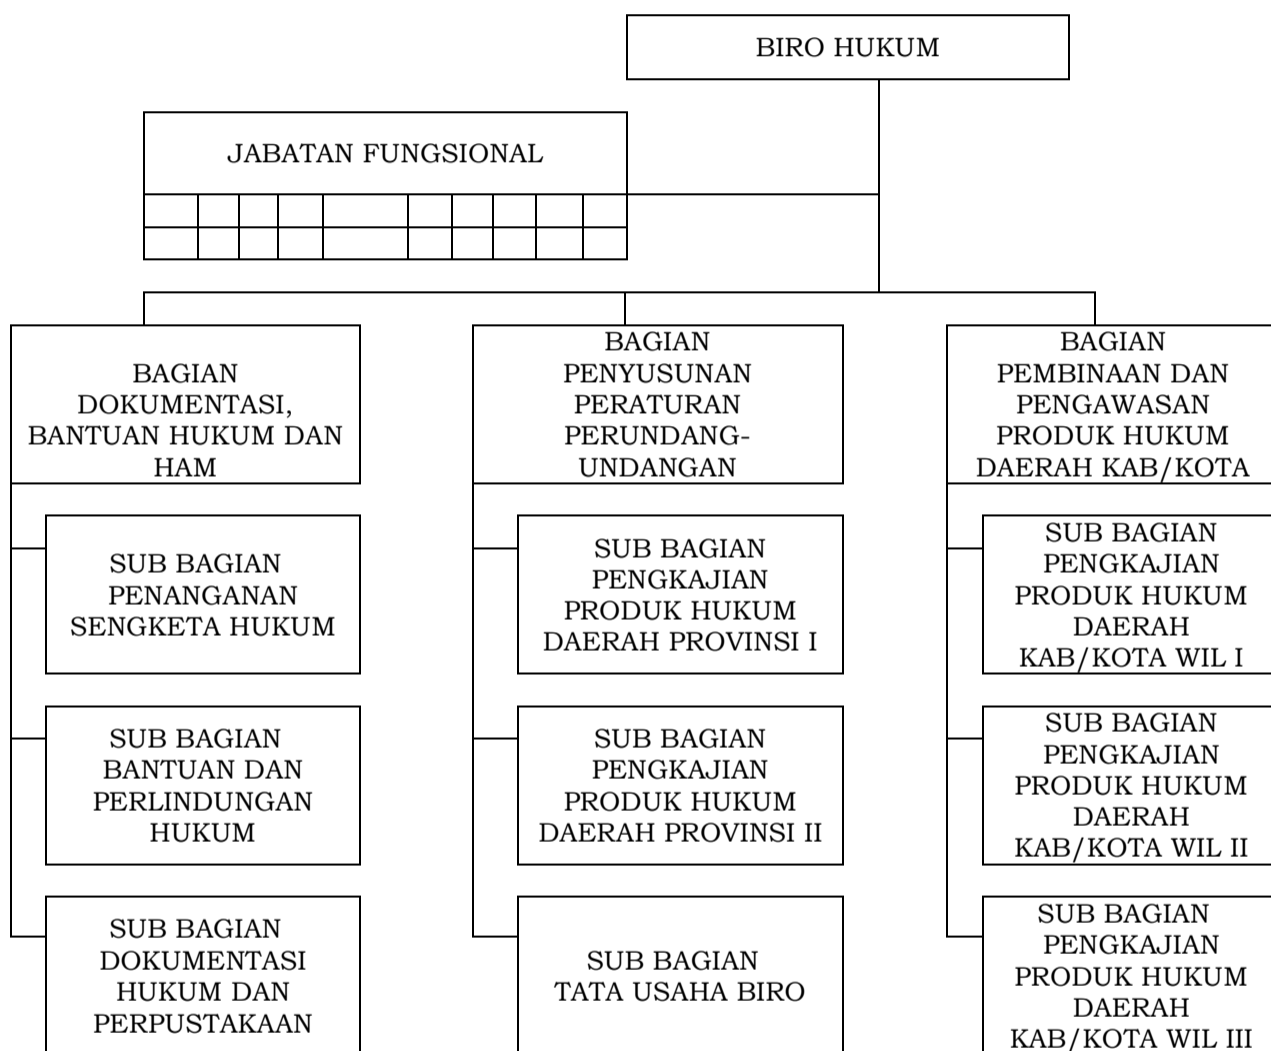 BIRO HUKUM
JABATAN FUNGSIONAL
BAGIAN
DOKUMENTASI,
BANTUAN HUKUM DAN
HAM
BAGIAN
PENYUSUNAN
PERATURAN
PERUNDANG-
UNDANGAN
BAGIAN
PEMBINAAN DAN
PENGAWASAN
PRODUK HUKUM
DAERAH KAB/KOTA
SUB BAGIAN
PENANGANAN
SENGKETA HUKUM
SUB BAGIAN
PENGKAJIAN
PRODUK HUKUM
DAERAH PROVINSI I
SUB BAGIAN
PENGKAJIAN
PRODUK HUKUM
DAERAH
KAB/KOTA WIL I
SUB BAGIAN
BANTUAN DAN
PERLINDUNGAN
HUKUM
SUB BAGIAN
PENGKAJIAN
PRODUK HUKUM
DAERAH PROVINSI II
SUB BAGIAN
PENGKAJIAN
PRODUK HUKUM
DAERAH
KAB/KOTA WIL II
SUB BAGIAN
DOKUMENTASI
HUKUM DAN
PERPUSTAKAAN
SUB BAGIAN
TATA USAHA BIRO
SUB BAGIAN
PENGKAJIAN
PRODUK HUKUM
DAERAH
KAB/KOTA WIL III